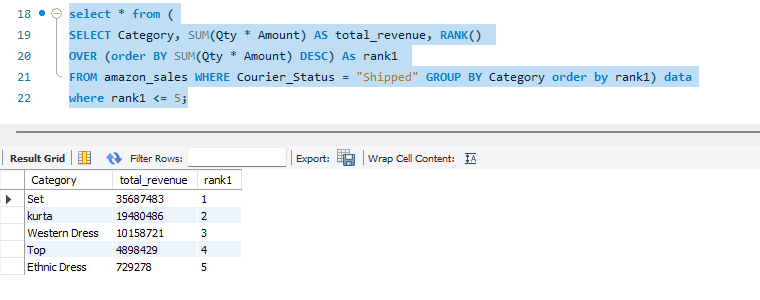 18 select * from (
19 SELECT Category, SUM(Qty * Amount) AS total_revenue, RANK()
20 OVER (order BY SUM(Qty * Amount) DESC) As rank1
21 FROM amazon_sales WHERE Courier_Status = "Shipped" GROUP BY Category order by rank1) data
22 where rank1 <= 5;
Result Grid Filter Rows: Export: Wrap Cell Content: IA
Category total_revenue rank1
Set 35687483 1
kurta 19480486 2
Western Dress 10158721 3
Top 4898429 4
Ethnic Dress 729278 5